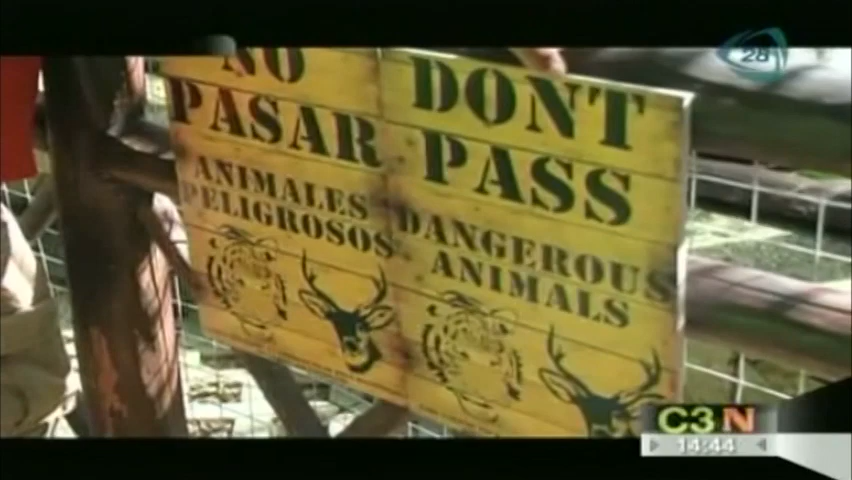 NO
PASAR
ANIMALES
PELIGROSOS
DONT
PASS
DANGEROUS
ANIMALS
28
C3N
14:44